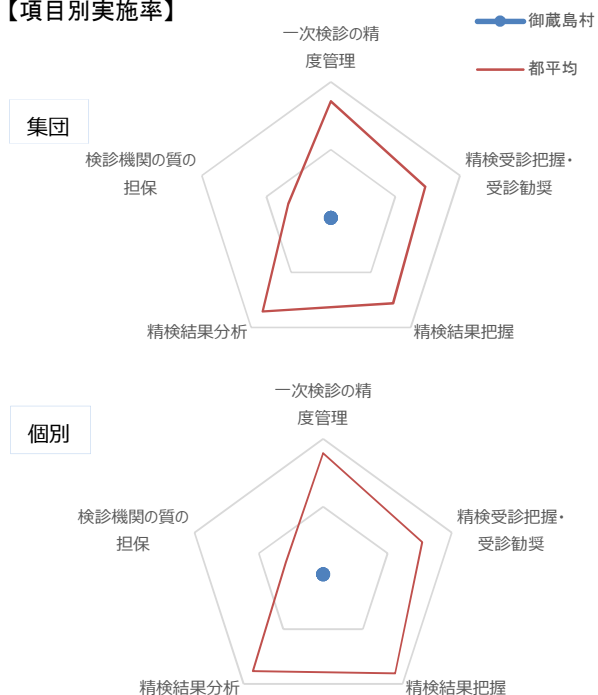 【項目別実施率】
御蔵島村
都平均
集団
一次検診の精
度管理
精検受診把握・
受診勧奨
精検結果把握
精検結果分析
検診機関の質の
担保
個別
一次検診の精
度管理
精検受診把握・
受診勧奨
精検結果把握
精検結果分析
検診機関の質の
担保